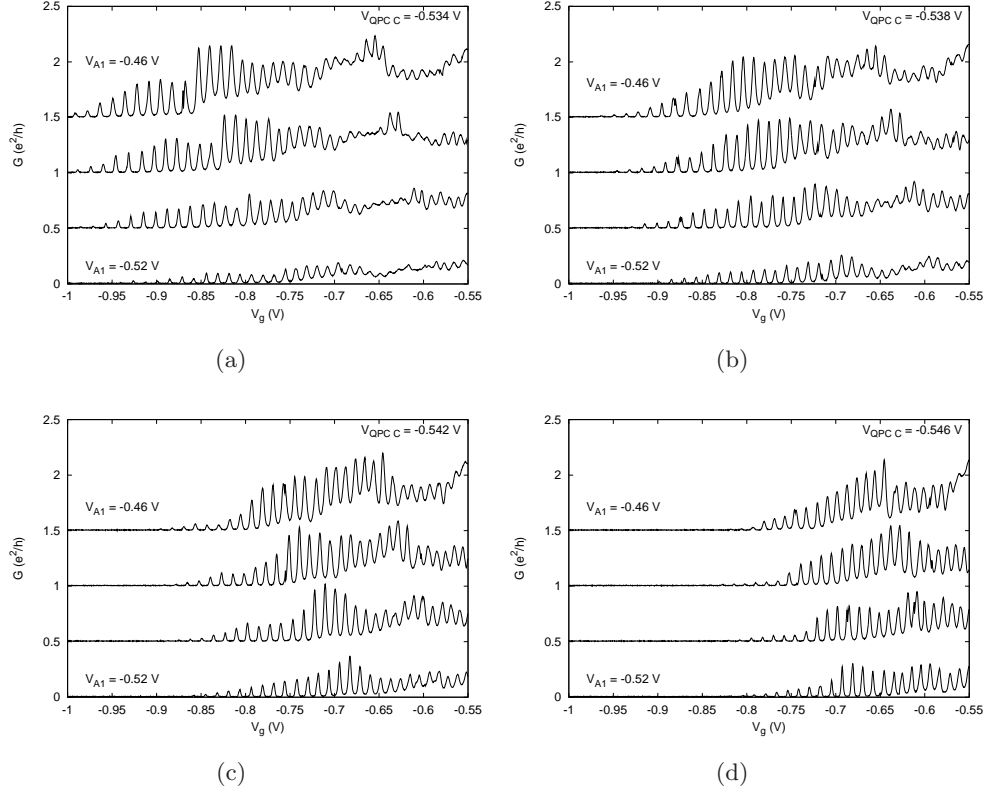 2.5
2
1.5
1
0.5
0
G (e²/h)
V_QPC C = -0.534 V
V_A1 = -0.46 V
V_A1 = -0.52 V
-1 -0.95 -0.9 -0.85 -0.8 -0.75 -0.7 -0.65 -0.6 -0.55
V_g (V)
(a)
2.5
2
1.5
1
0.5
0
G (e²/h)
V_QPC C = -0.538 V
V_A1 = -0.46 V
V_A1 = -0.52 V
-1 -0.95 -0.9 -0.85 -0.8 -0.75 -0.7 -0.65 -0.6 -0.55
V_g (V)
(b)
2.5
2
1.5
1
0.5
0
G (e²/h)
V_QPC C = -0.542 V
V_A1 = -0.46 V
V_A1 = -0.52 V
-1 -0.95 -0.9 -0.85 -0.8 -0.75 -0.7 -0.65 -0.6 -0.55
V_g (V)
(c)
2.5
2
1.5
1
0.5
0
G (e²/h)
V_QPC C = -0.546 V
V_A1 = -0.46 V
V_A1 = -0.52 V
-1 -0.95 -0.9 -0.85 -0.8 -0.75 -0.7 -0.65 -0.6 -0.55
V_g (V)
(d)